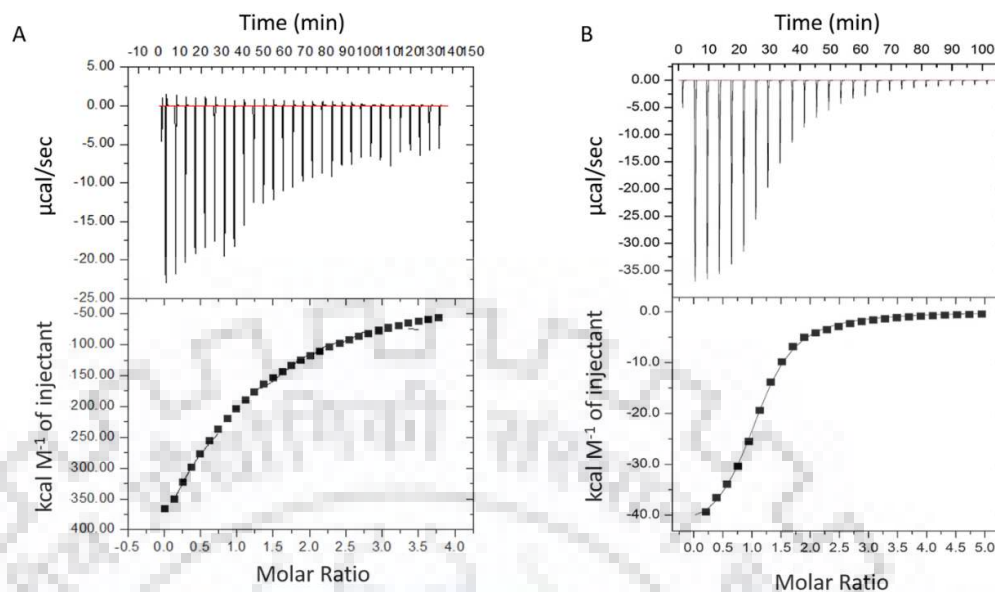 A
Time (min)
-10 0 10 20 30 40 50 60 70 80 90 100 110 120 130 140 150
5.00
0.00
-5.00
-10.00
-15.00
-20.00
-25.00
µcal/sec
-50.00
100.00
150.00
200.00
250.00
300.00
350.00
400.00
kcal M⁻¹ of injectant
-0.5 0.0 0.5 1.0 1.5 2.0 2.5 3.0 3.5 4.0
Molar Ratio
B
Time (min)
0 10 20 30 40 50 60 70 80 90 100
0.00
-5.00
-10.00
-15.00
-20.00
-25.00
-30.00
-35.00
µcal/sec
0.0
-10.0
-20.0
-30.0
-40.0
kcal M⁻¹ of injectant
0.0 0.5 1.0 1.5 2.0 2.5 3.0 3.5 4.0 4.5 5.0
Molar Ratio